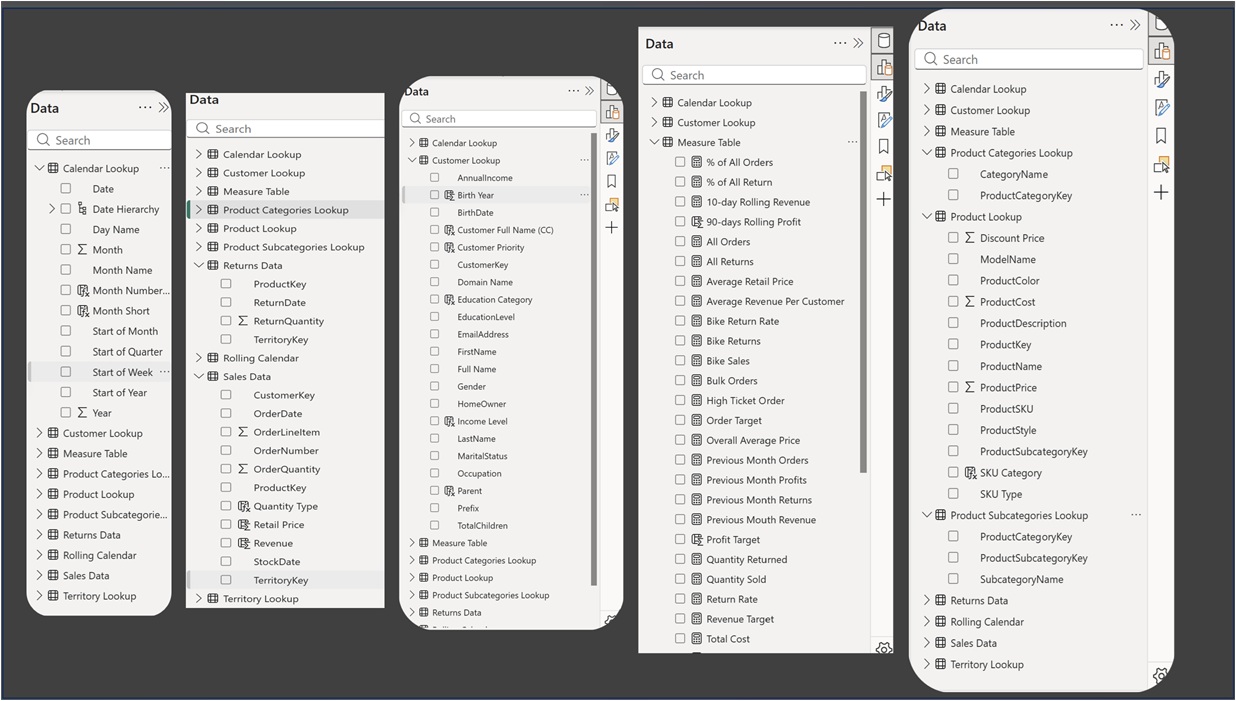 Data
Search
Calendar Lookup
Date
Date Hierarchy
Day Name
Month
Month Name
Month Number...
Month Short
Start of Month
Start of Quarter
Start of Week
Start of Year
Year
Customer Lookup
Measure Table
Product Categories Lo...
Product Lookup
Product Subcategorie...
Returns Data
Rolling Calendar
Sales Data
Territory Lookup
Data
Search
Calendar Lookup
Customer Lookup
Measure Table
Product Categories Lookup
Product Lookup
Product Subcategories Lookup
Returns Data
ProductKey
ReturnDate
ReturnQuantity
TerritoryKey
Rolling Calendar
Sales Data
CustomerKey
OrderDate
OrderLineItem
OrderNumber
OrderQuantity
ProductKey
Quantity Type
Retail Price
Revenue
StockDate
TerritoryKey
Territory Lookup
Data
Search
Calendar Lookup
Customer Lookup
AnnualIncome
Birth Year
BirthDate
Customer Full Name (CC)
Customer Priority
CustomerKey
Domain Name
Education Category
EducationLevel
EmailAddress
FirstName
Full Name
Gender
HomeOwner
Income Level
LastName
MaritalStatus
Occupation
Parent
Prefix
TotalChildren
Measure Table
Product Categories Lookup
Product Lookup
Product Subcategories Lookup
Returns Data
Data
Search
Calendar Lookup
Customer Lookup
Measure Table
% of All Orders
% of All Return
10-day Rolling Revenue
90-days Rolling Profit
All Orders
All Returns
Average Retail Price
Average Revenue Per Customer
Bike Return Rate
Bike Returns
Bike Sales
Bulk Orders
High Ticket Order
Order Target
Overall Average Price
Previous Month Orders
Previous Month Profits
Previous Month Returns
Previous Mouth Revenue
Profit Target
Quantity Returned
Quantity Sold
Return Rate
Revenue Target
Total Cost
Data
Search
Calendar Lookup
Customer Lookup
Measure Table
Product Categories Lookup
CategoryName
ProductCategoryKey
Product Lookup
Discount Price
ModelName
ProductColor
ProductCost
ProductDescription
ProductKey
ProductName
ProductPrice
ProductSKU
ProductStyle
ProductSubcategoryKey
SKU Category
SKU Type
Product Subcategories Lookup
ProductCategoryKey
ProductSubcategoryKey
SubcategoryName
Returns Data
Rolling Calendar
Sales Data
Territory Lookup